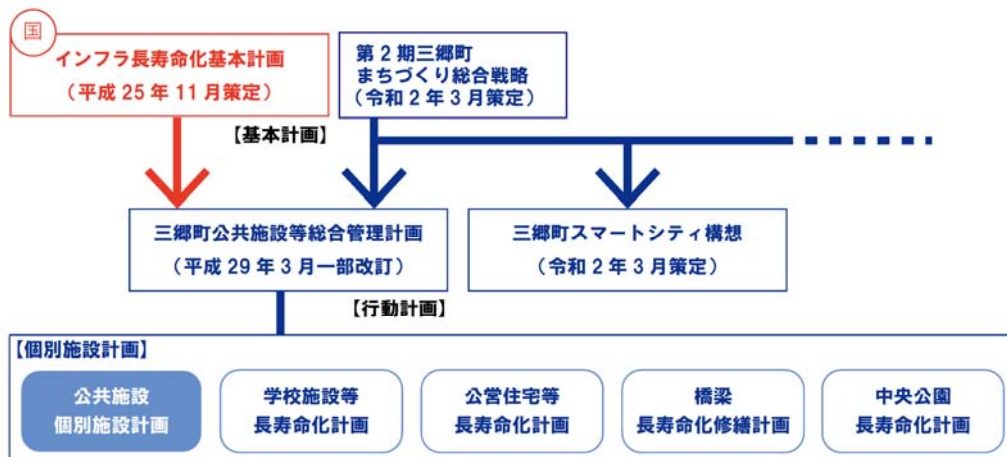 国
インフラ長寿命化基本計画
（平成25年11月策定）
第2期三郷町
まちづくり総合戦略
（令和2年3月策定）
【基本計画】
三郷町公共施設等総合管理計画
（平成29年3月一部改訂）
三郷町スマートシティ構想
（令和2年3月策定）
【行動計画】
【個別施設計画】
公共施設
個別施設計画
学校施設等
長寿命化計画
公営住宅等
長寿命化計画
橋梁
長寿命化修繕計画
中央公園
長寿命化計画